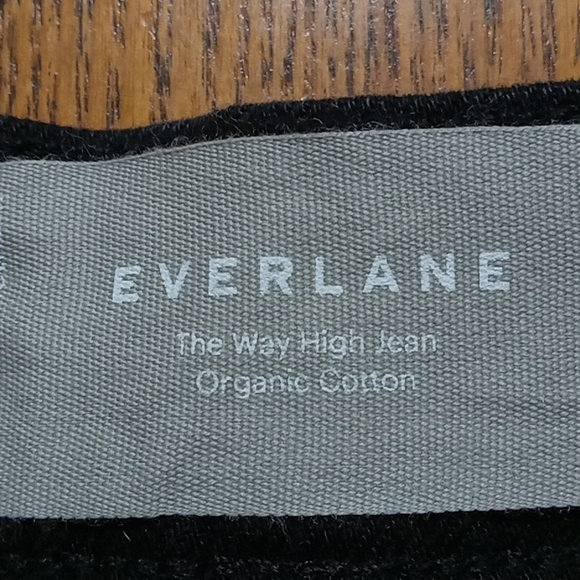 EVERLANE
The Way High Jean
Organic Cotton